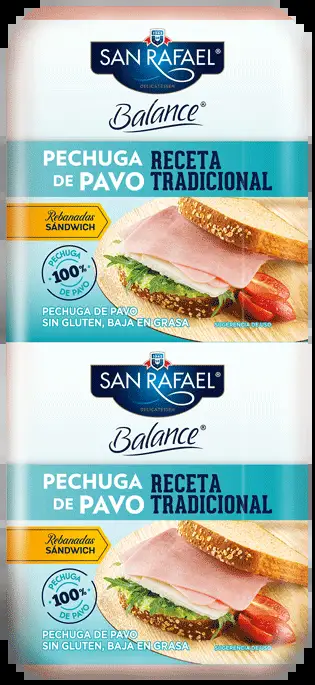 SAN RAFAEL
DELICATESSEN
Balance®
PECHUGA DE PAVO
RECETA TRADICIONAL
Rebanadas
SÁNDWICH
PECHUGA
100%
DE PAVO
PECHUGA DE PAVO
SIN GLUTEN, BAJA EN GRASA
SUGERENCIA DE USO
SAN RAFAEL
DELICATESSEN
Balance®
PECHUGA DE PAVO
RECETA TRADICIONAL
Rebanadas
SÁNDWICH
PECHUGA
100%
DE PAVO
PECHUGA DE PAVO
SIN GLUTEN, BAJA EN GRASA
SUGERENCIA DE USO